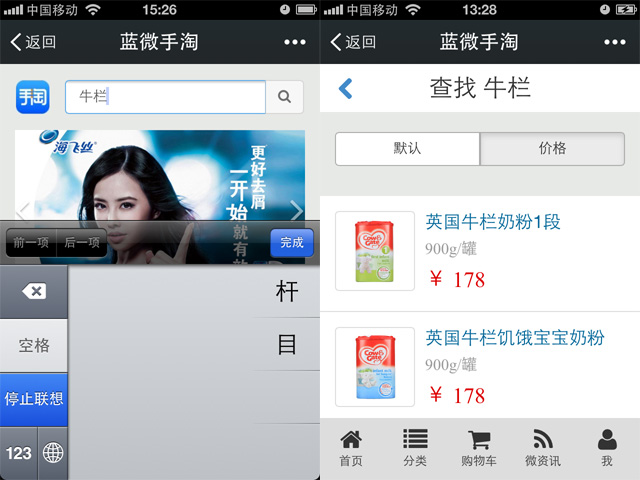 中国移动 15:26
返回 蓝微手淘
手淘 牛栏
海飞丝
更好去屑
一开始
就有效
前一项 后一项 完成
杆
空格
目
停止联想
123
中国移动 13:28
返回 蓝微手淘
查找 牛栏
默认 价格
英国牛栏奶粉1段
900g/罐
¥ 178
COW&GATE
英国牛栏饥饿宝宝奶粉
900g/罐
¥ 178
COW&GATE
首页 分类 购物车 微资讯 我